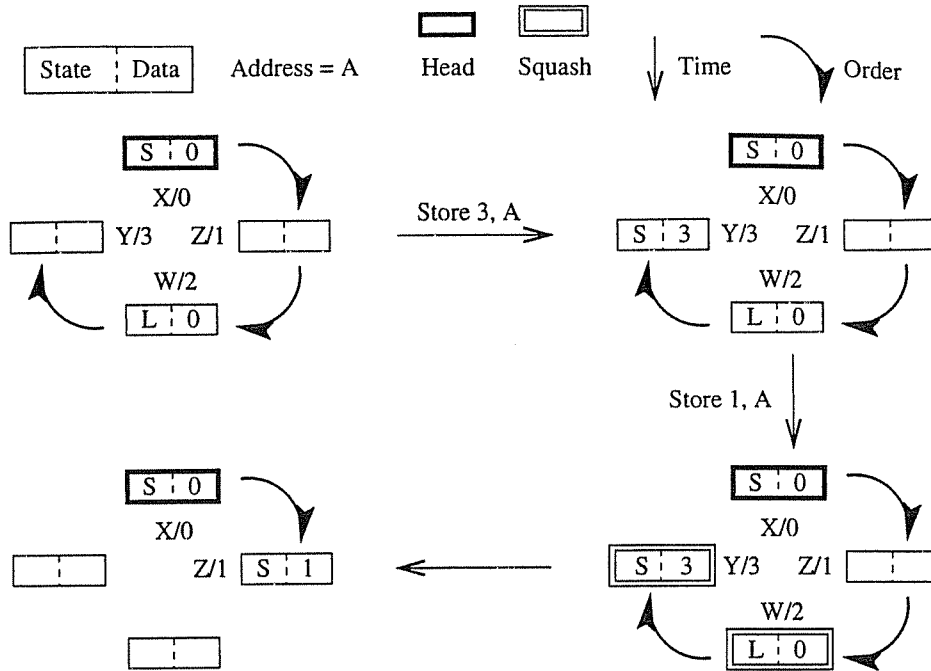 State Data Address = A Head Squash Time Order
S 0
X/0
Y/3 Z/1
W/2
L 0
Store 3, A
S 0
X/0
S 3 Y/3 Z/1
W/2
L 0
Store 1, A
S 0
X/0
S 3 Y/3 Z/1
W/2
L 0
S 0
X/0
Z/1 S 1